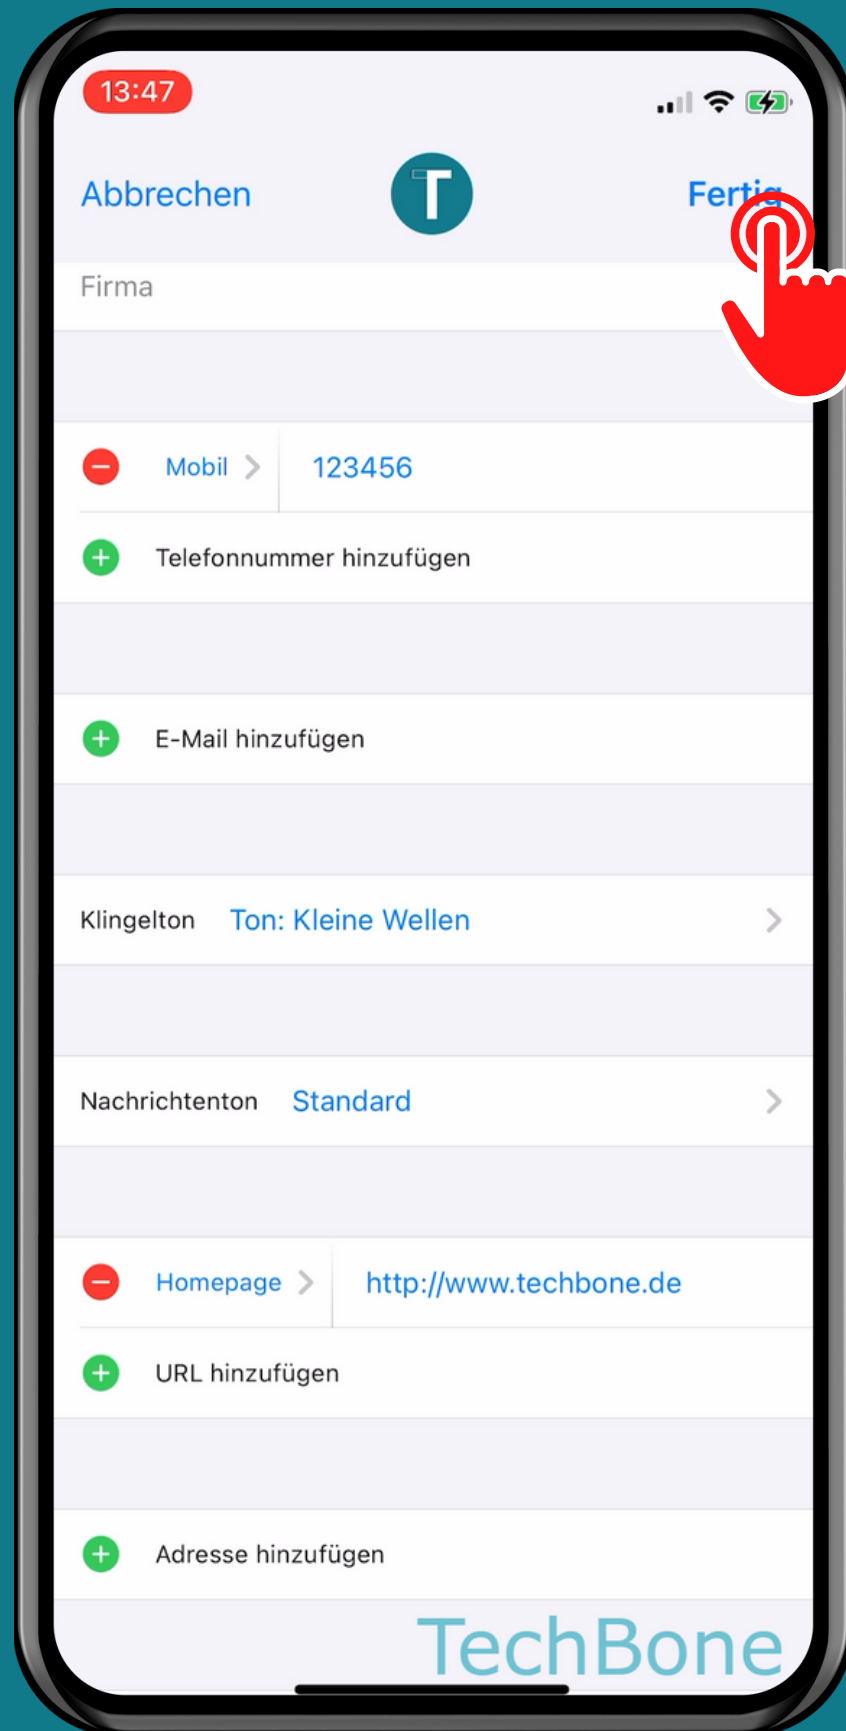 13:47
Abbrechen
T
Fertig
Firma
Mobil
123456
Telefonnummer hinzufügen
E-Mail hinzufügen
Klingelton Ton: Kleine Wellen
Nachrichtenton Standard
Homepage
http://www.techbone.de
URL hinzufügen
Adresse hinzufügen
TechBone